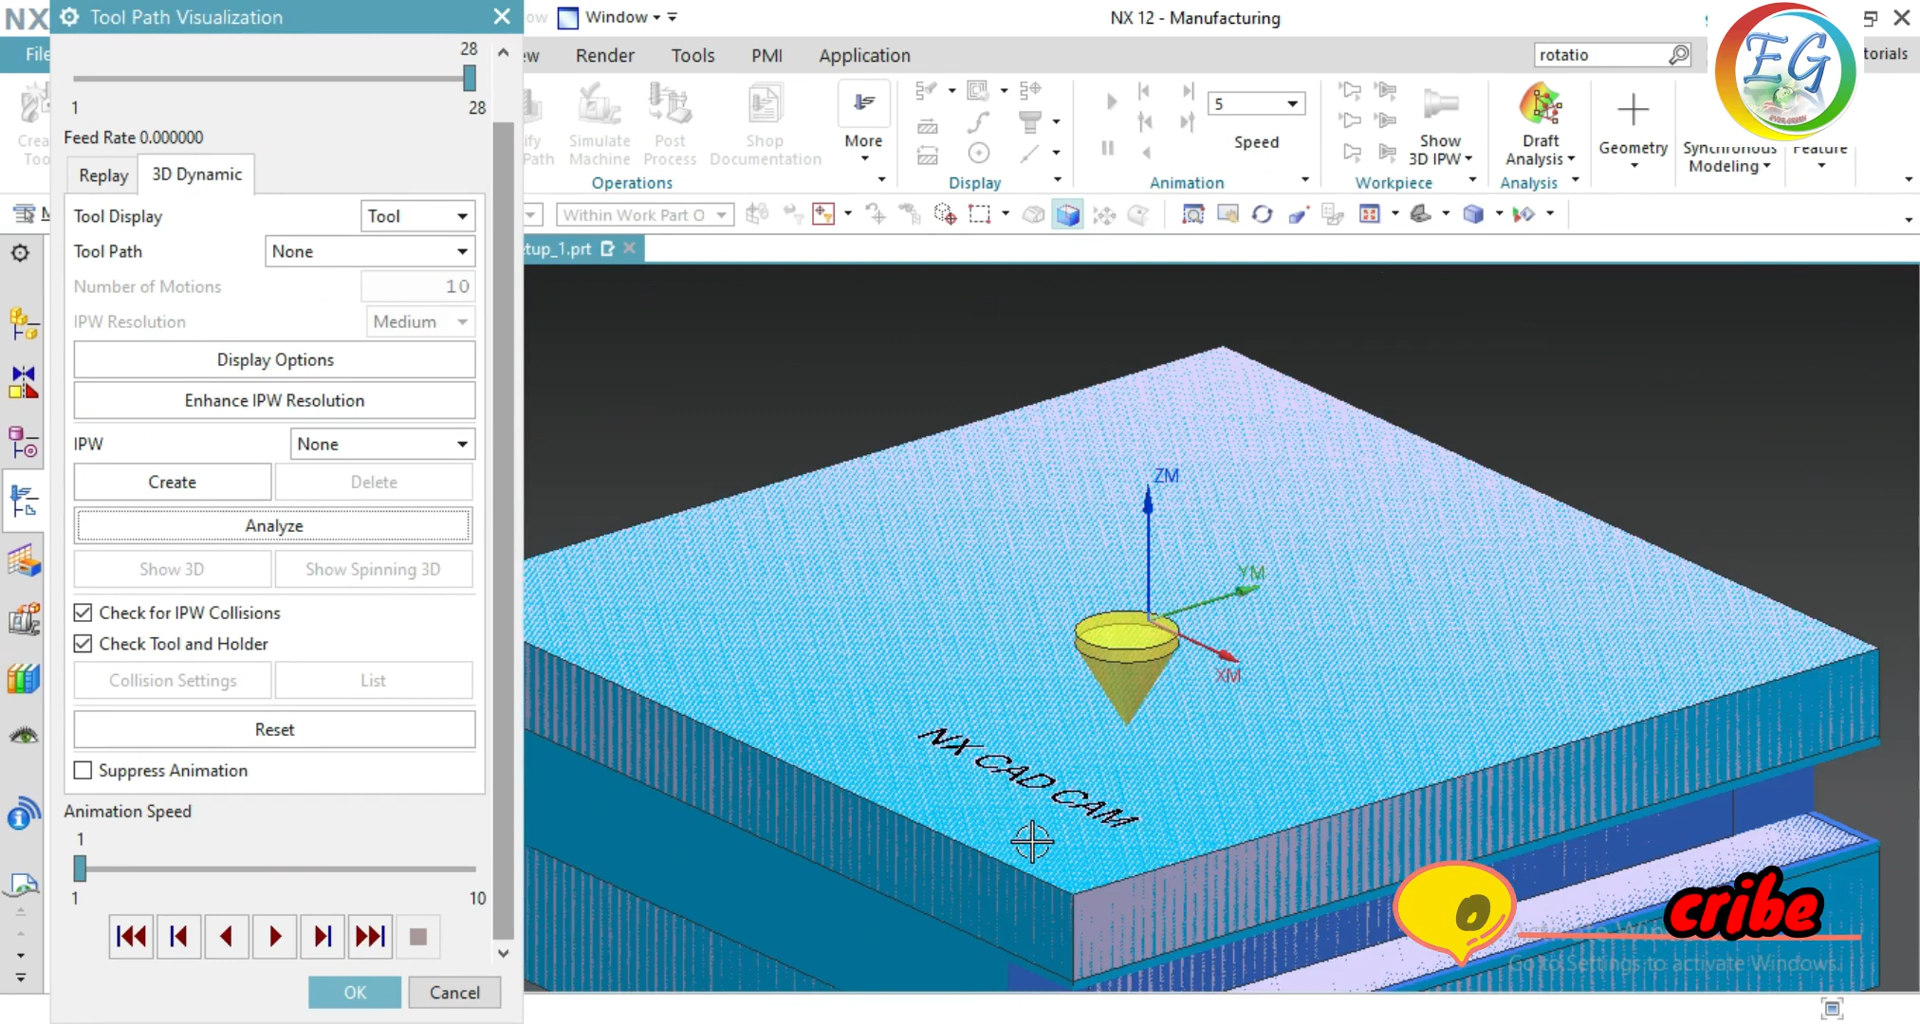 NX
Tool Path Visualization
Window
NX 12 - Manufacturing
File
Render
Tools
PMI
Application
rotatio
torials
EG
28
1
28
Feed Rate 0.000000
Replay
3D Dynamic
Tool Display
Tool
Tool Path
None
Number of Motions
10
IPW Resolution
Medium
Display Options
Enhance IPW Resolution
IPW
None
Create
Delete
Analyze
Show 3D
Show Spinning 3D
Check for IPW Collisions
Check Tool and Holder
Collision Settings
List
Reset
Suppress Animation
Animation Speed
1
1
10
OK
Cancel
Simulate Machine
Post Process
Shop Documentation
More
Operations
Display
5
Speed
Animation
Show 3D IPW
Workpiece
Draft Analysis
Analysis
Geometry
Synchronous Modeling
Feature
Within Work Part O
etup_1.prt
ZM
YM
XM
NX CAD CAM
cribe
Go to Settings to activate Windows.